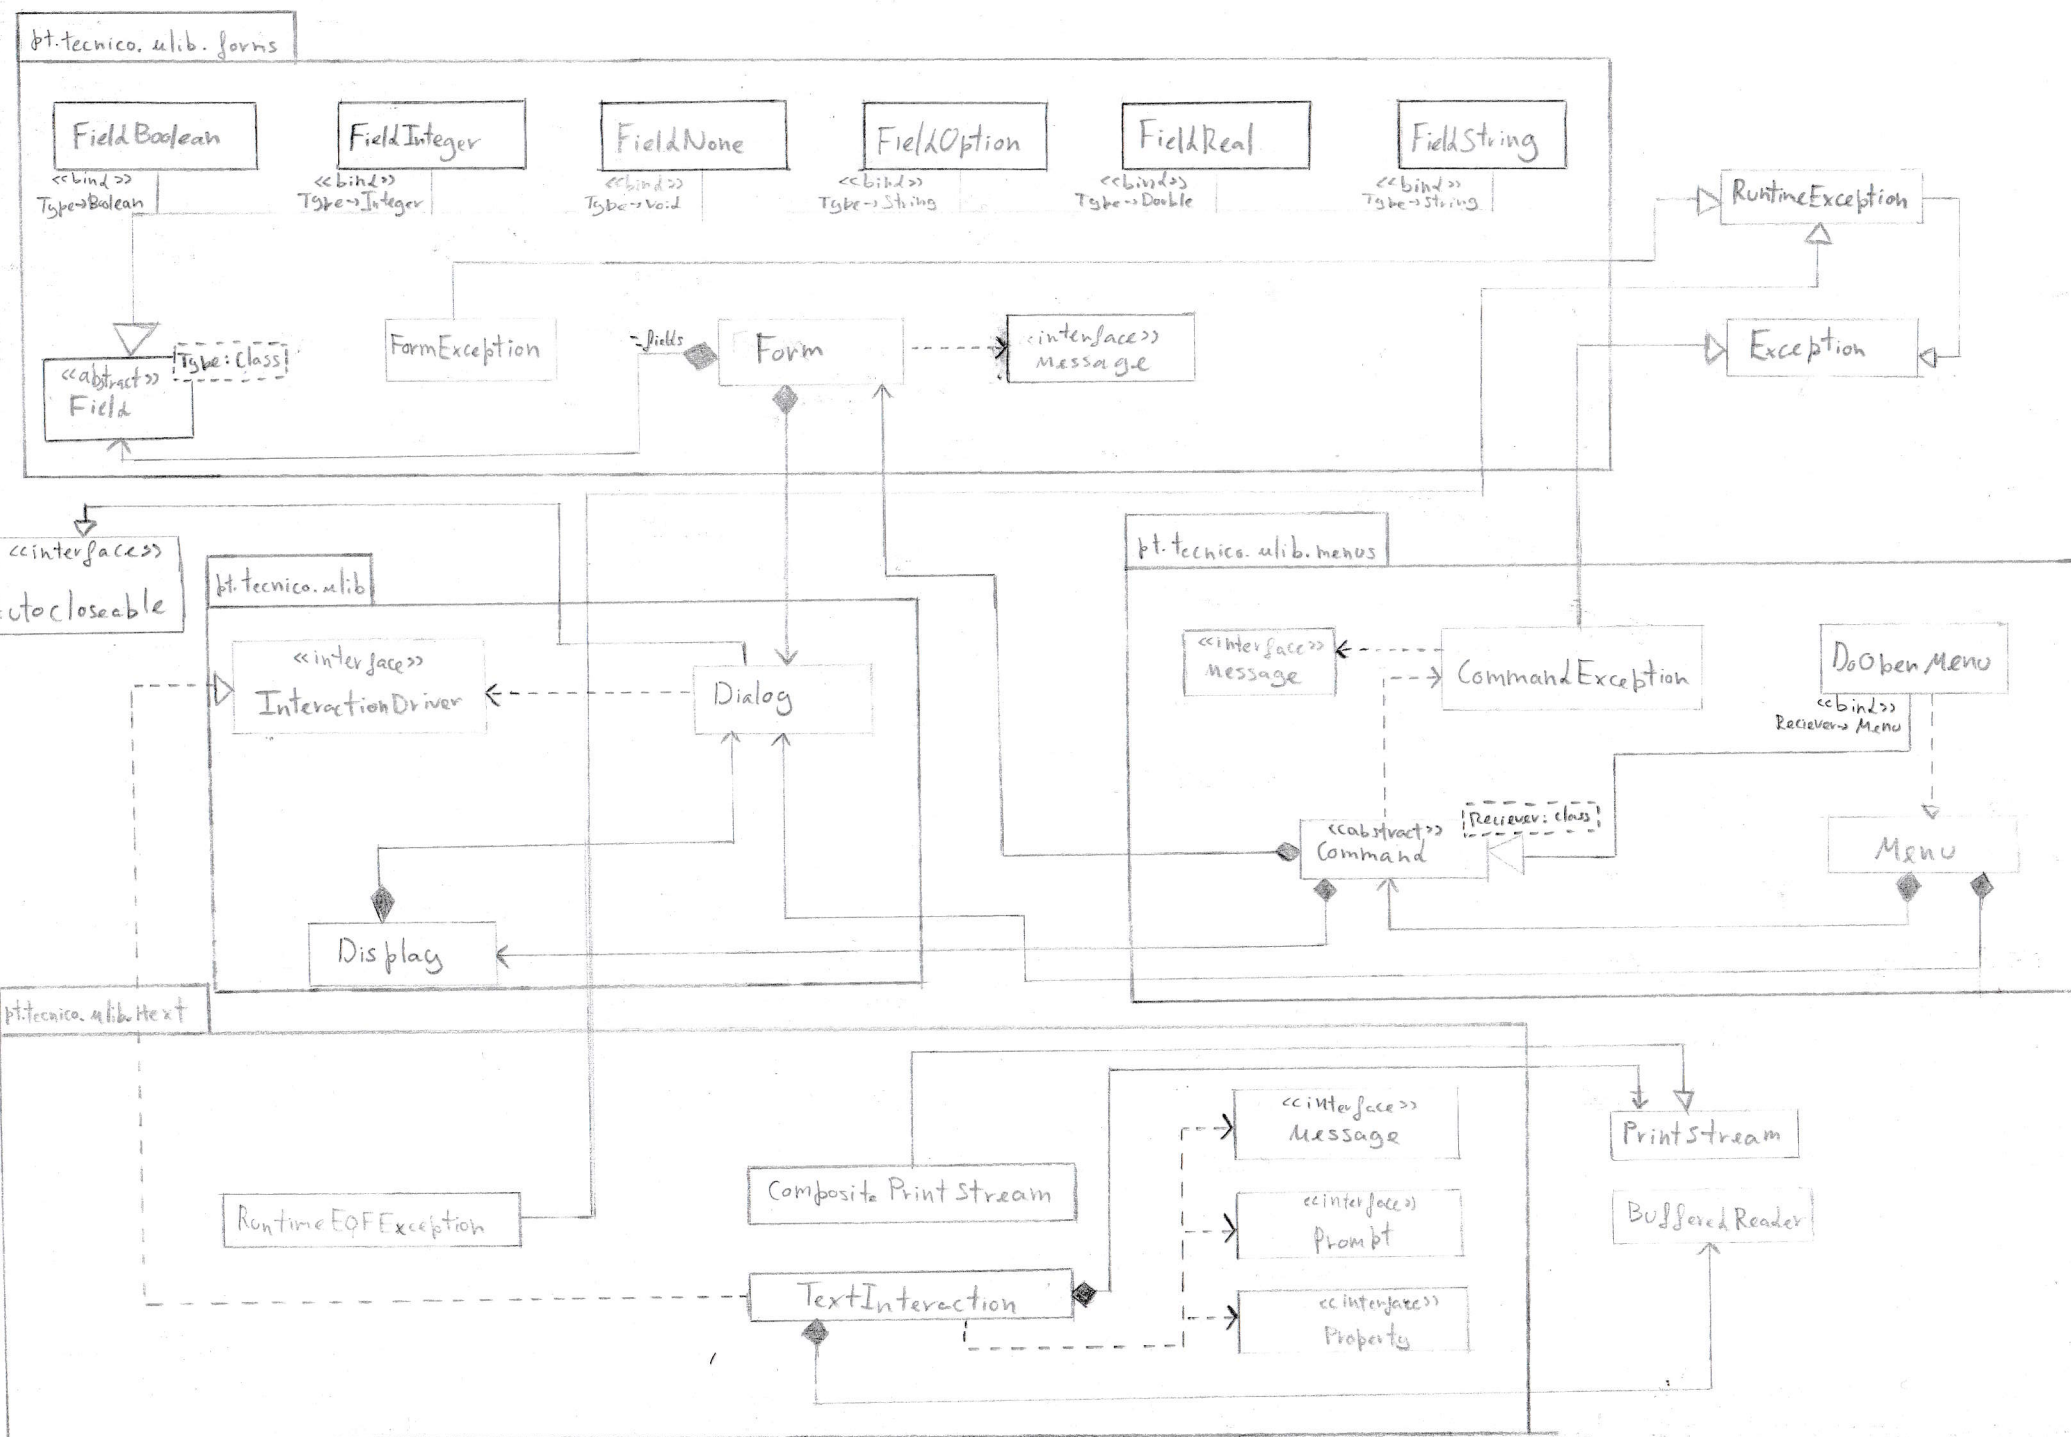 pt.tecnico.ulib.forms
FieldBoolean
FieldInteger
FieldNone
FieldOption
FieldReal
FieldString
<<bind>>
Type→Boolean
<<bind>>
Type→Integer
<<bind>>
Type→Void
<<bind>>
Type→String
<<bind>>
Type→Double
<<bind>>
Type→String
RuntimeException
Type:Class
<<abstract>>
Field
FormException
-fields
Form
<<interface>>
Message
Exception
<<interface>>
utoCloseable
pt.tecnico.ulib
pt.tecnico.ulib.menus
<<interface>>
InteractionDriver
Dialog
<<interface>>
Message
CommandException
DoOpenMenu
<<bind>>
Reciever→Menu
Reciever:class
<<abstract>>
Command
Menu
Display
pt.tecnico.ulib.text
<<interface>>
Message
PrintStream
Composite PrintStream
RuntimeEOFException
<<interface>>
Prompt
BufferedReader
TextInteraction
<<interface>>
Property